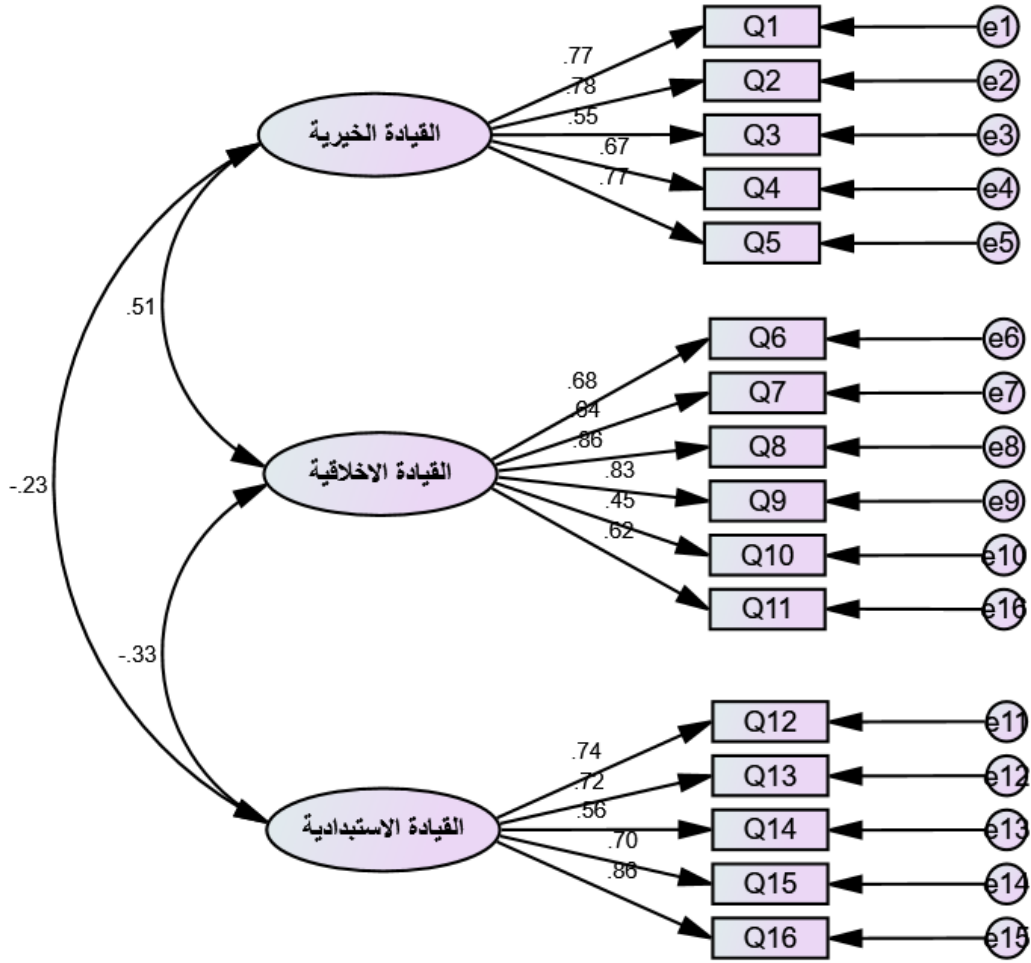 .77
.78
.55
.67
.77
القيادة الخيرية
Q1
Q2
Q3
Q4
Q5
e1
e2
e3
e4
e5
.51
-.23
-.33
.68
.64
.86
.83
.45
.62
القيادة الاخلاقية
Q6
Q7
Q8
Q9
Q10
Q11
e6
e7
e8
e9
e10
e16
.74
.72
.56
.70
.86
القيادة الاستبدادية
Q12
Q13
Q14
Q15
Q16
e11
e12
e13
e14
e15